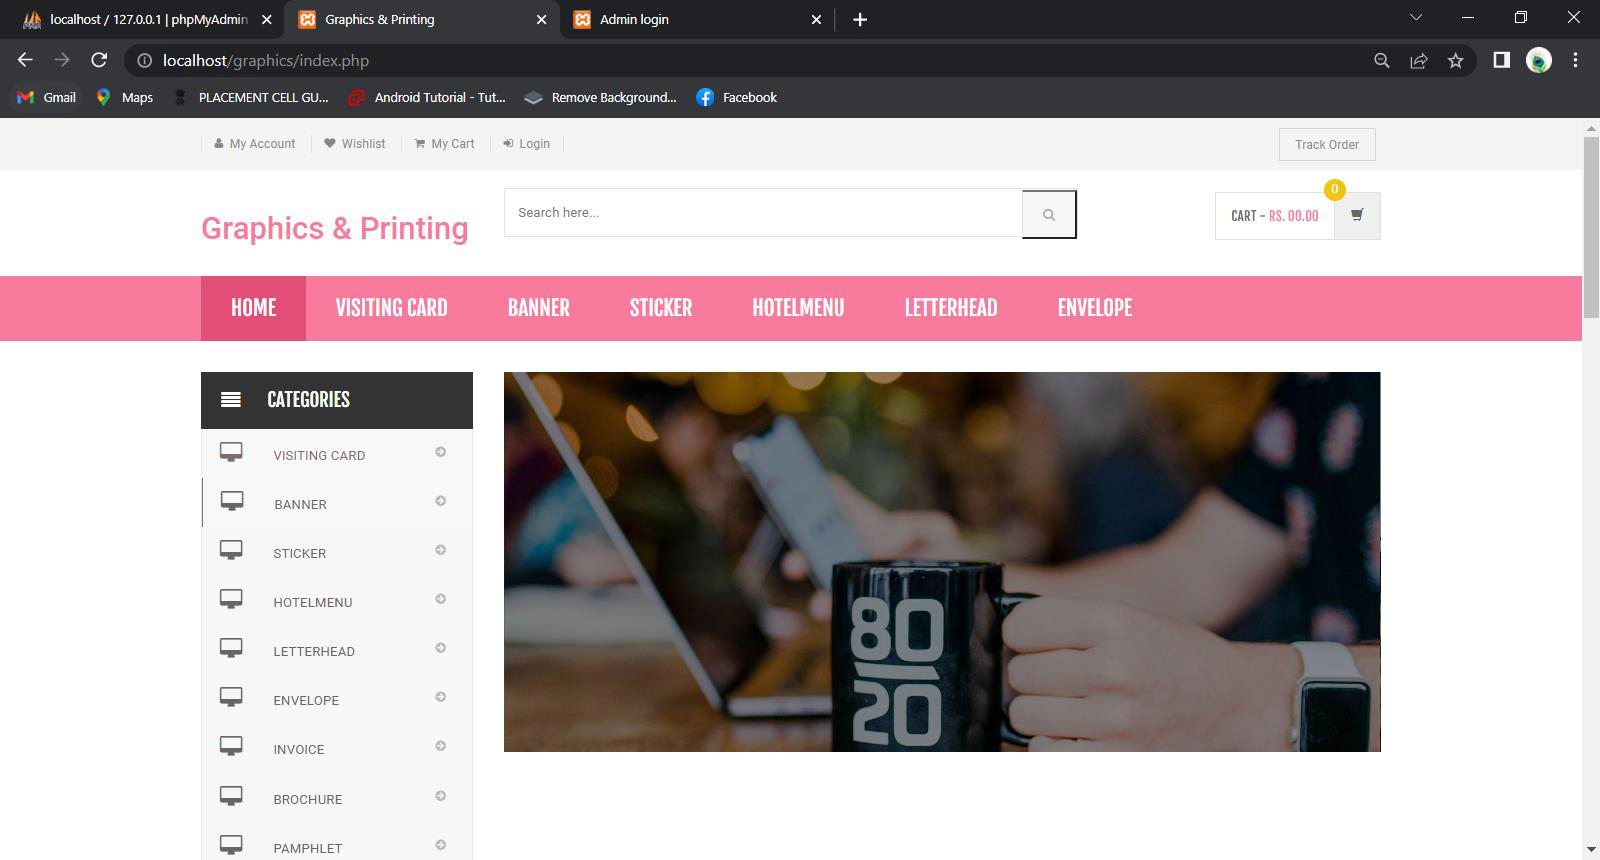 localhost / 127.0.0.1 | phpMyAdmin
Graphics & Printing
Admin login
localhost/graphics/index.php
Gmail
Maps
PLACEMENT CELL GU...
Android Tutorial - Tut...
Remove Background...
Facebook
My Account
Wishlist
My Cart
Login
Track Order
Graphics & Printing
Search here...
0
CART - RS. 00.00
HOME
VISITING CARD
BANNER
STICKER
HOTELMENU
LETTERHEAD
ENVELOPE
CATEGORIES
VISITING CARD
BANNER
STICKER
HOTELMENU
LETTERHEAD
ENVELOPE
INVOICE
BROCHURE
PAMPHLET
80
20